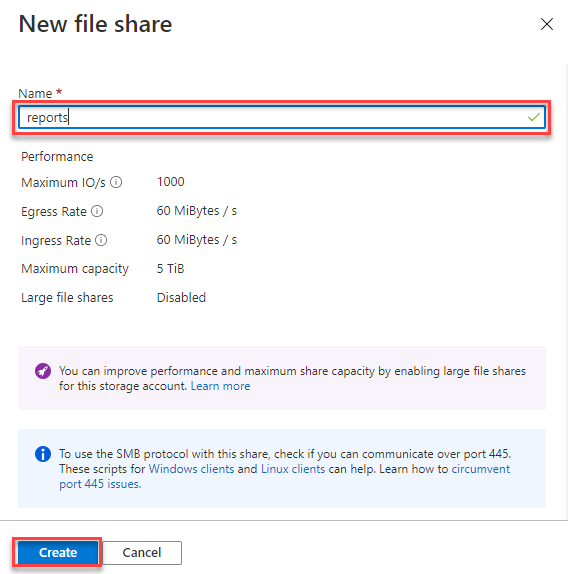 New file share
Name *
reports
Performance
Maximum IO/s 1000
Egress Rate 60 MiBytes / s
Ingress Rate 60 MiBytes / s
Maximum capacity 5 TiB
Large file shares Disabled
You can improve performance and maximum share capacity by enabling large file shares
for this storage account. Learn more
To use the SMB protocol with this share, check if you can communicate over port 445.
These scripts for Windows clients and Linux clients can help. Learn how to circumvent
port 445 issues.
Create Cancel